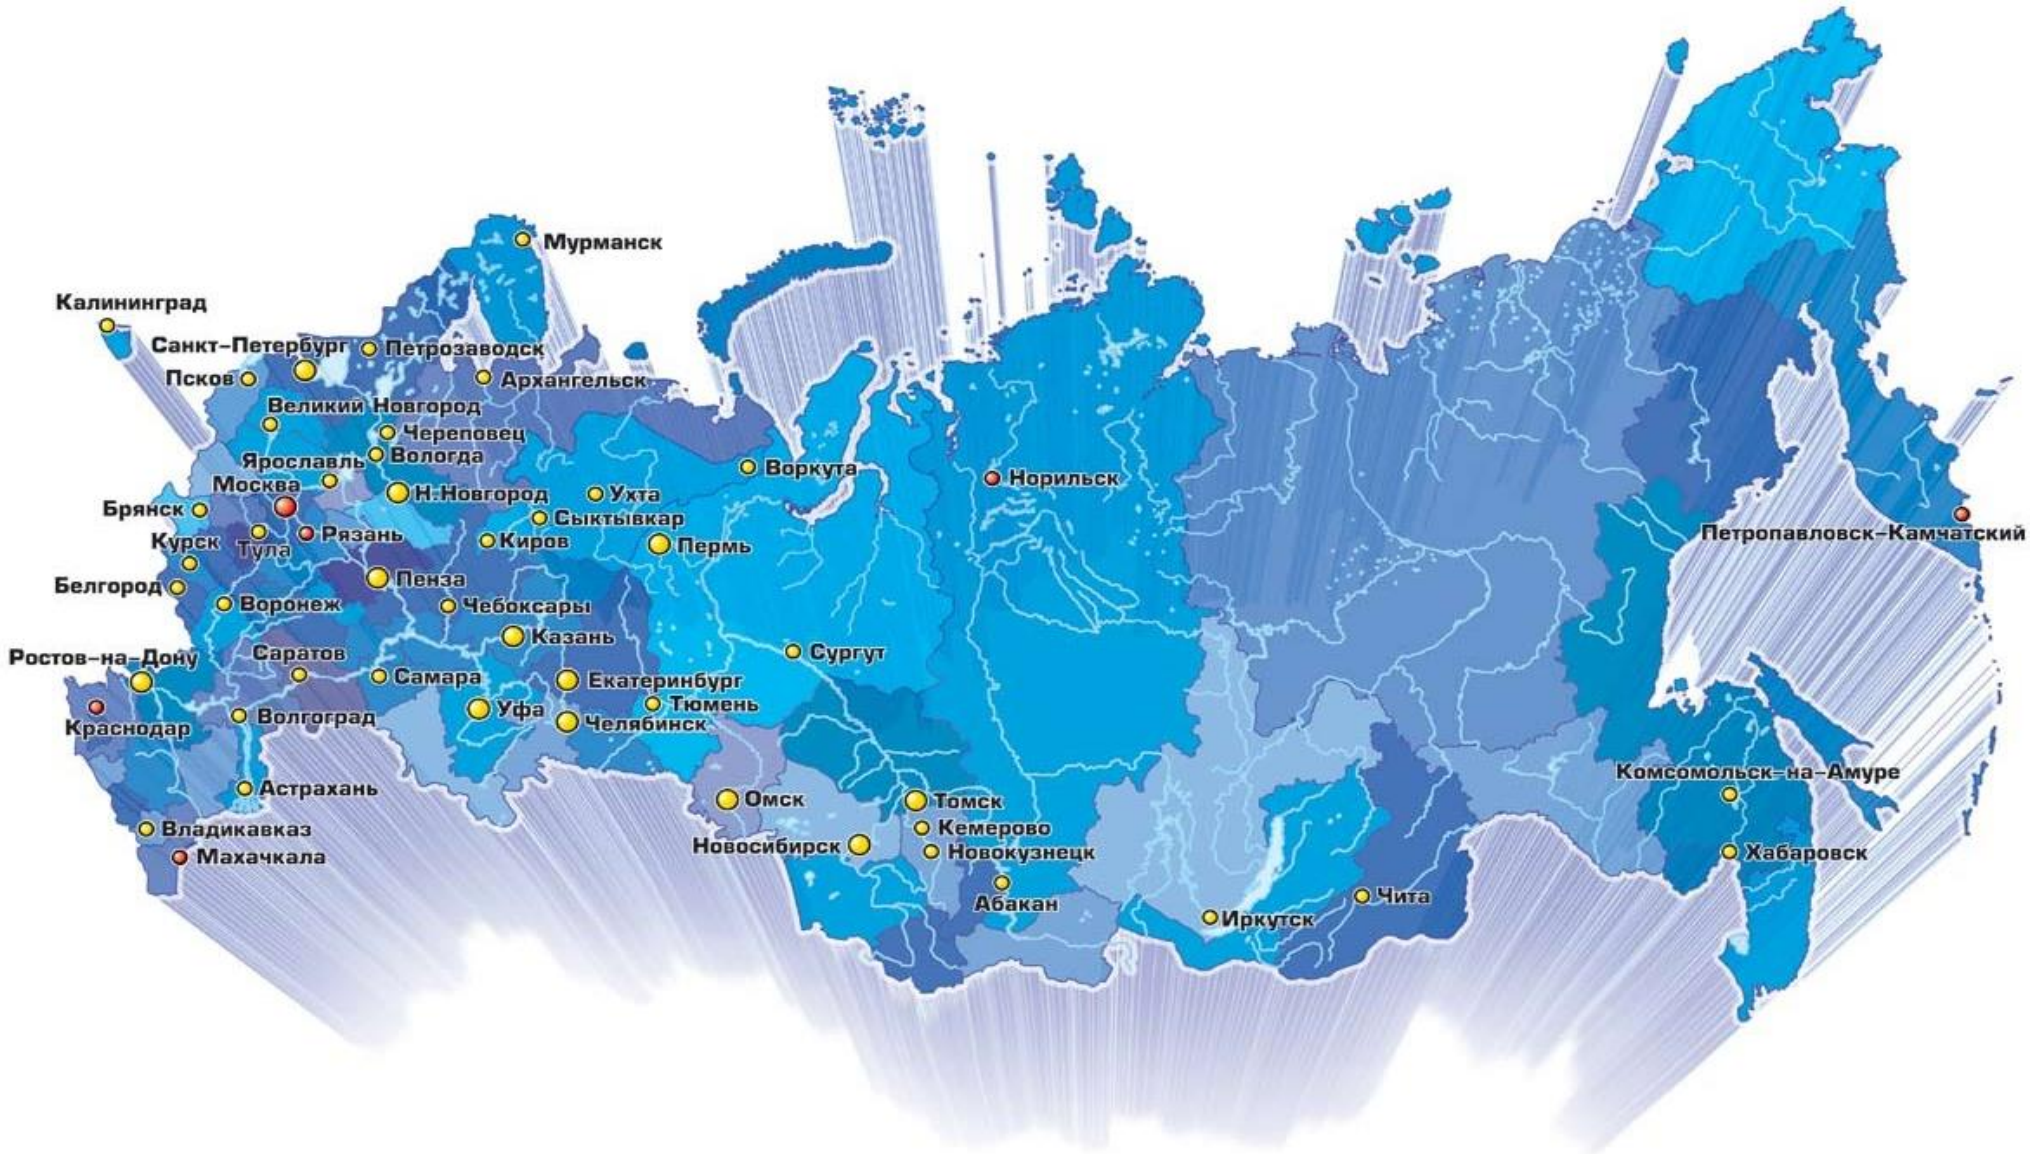 Мурманск
Калининград
Санкт-Петербург
Петрозаводск
Псков
Архангельск
Великий Новгород
Череповец
Вологда
Ярославль
Воркута
Норильск
Москва
Н.Новгород
Ухта
Брянск
Сыктывкар
Рязань
Петропавловск-Камчатский
Курск
Тула
Киров
Пермь
Пенза
Белгород
Воронеж
Чебоксары
Казань
Ростов-на-Дону
Саратов
Сургут
Самара
Екатеринбург
Тюмень
Уфа
Волгоград
Челябинск
Краснодар
Комсомольск-на-Амуре
Астрахань
Омск
Томск
Владикавказ
Кемерово
Новосибирск
Новокузнецк
Хабаровск
Махачкала
Чита
Абакан
Иркутск